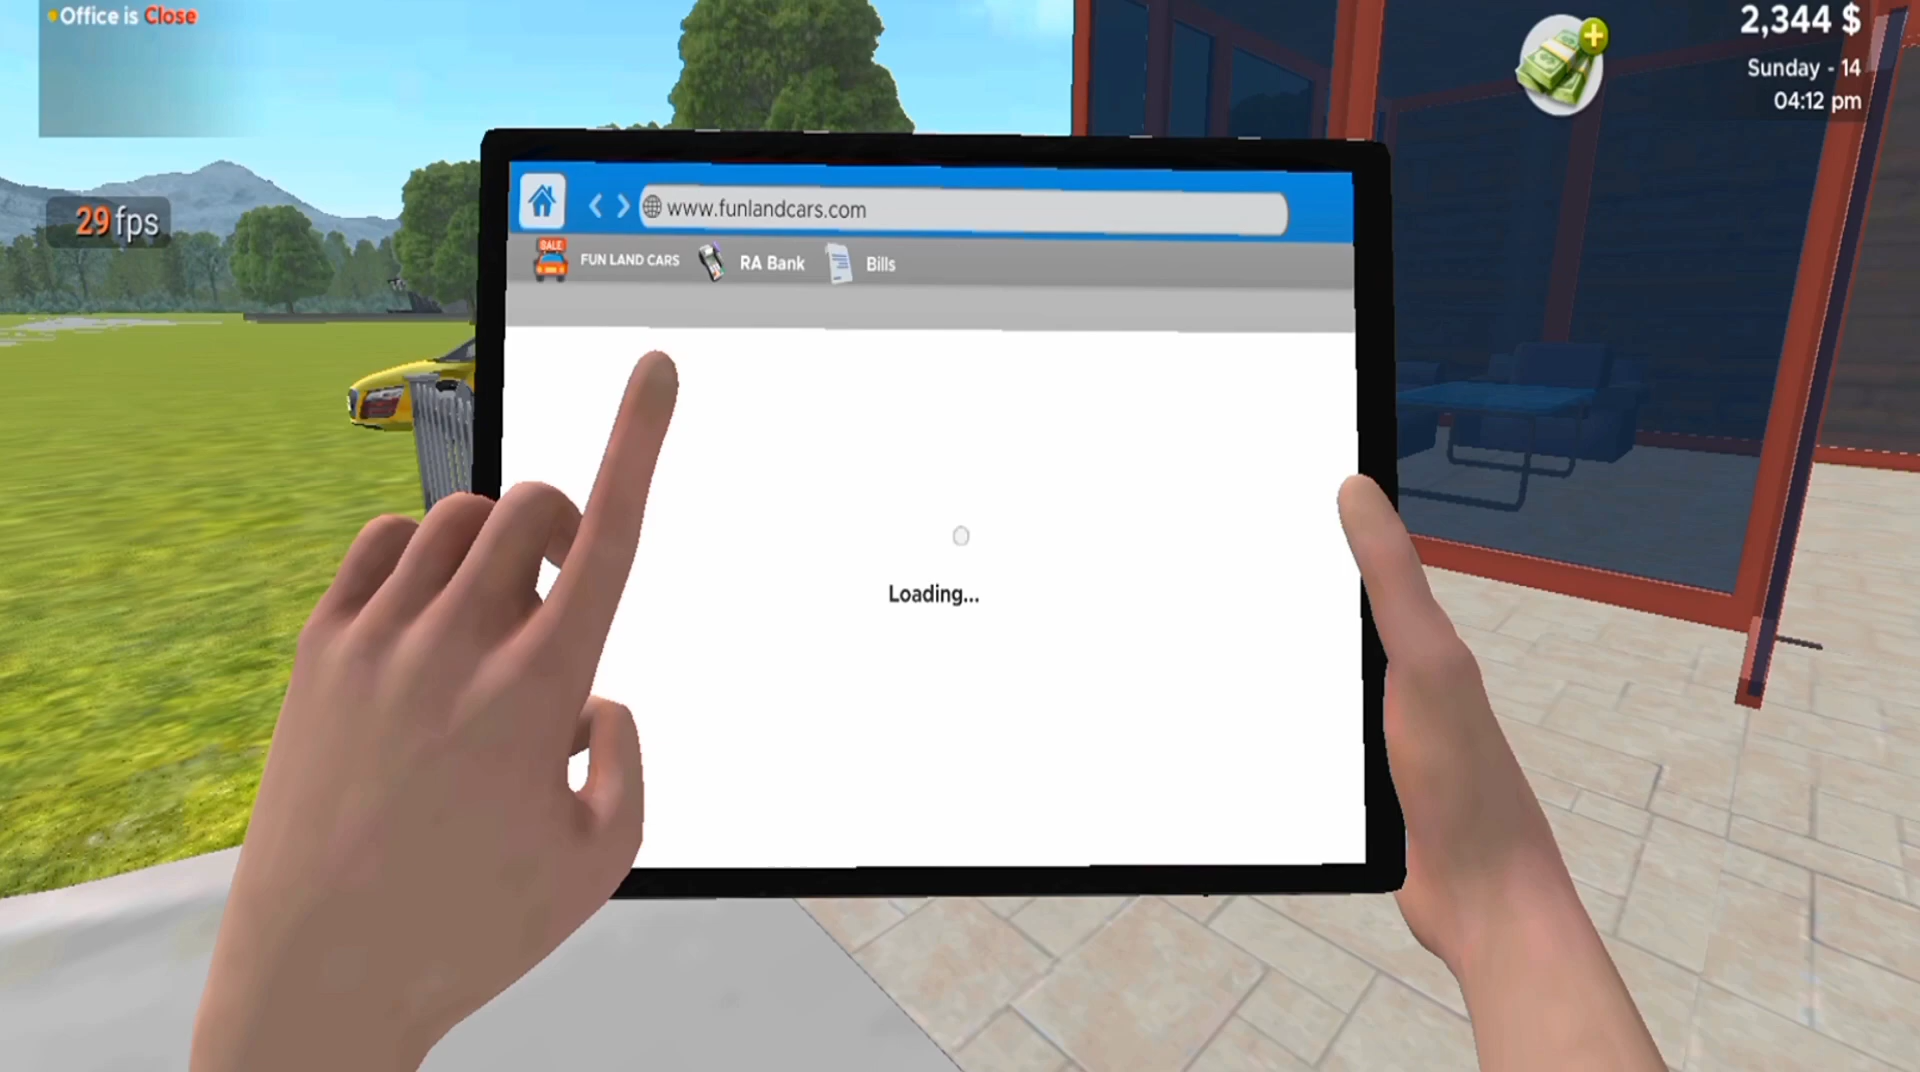 Office is Close
2,344 $
Sunday - 14
04:12 pm
29 fps
www.funlandcars.com
SALE
FUN LAND CARS
RA Bank
Bills
Loading...